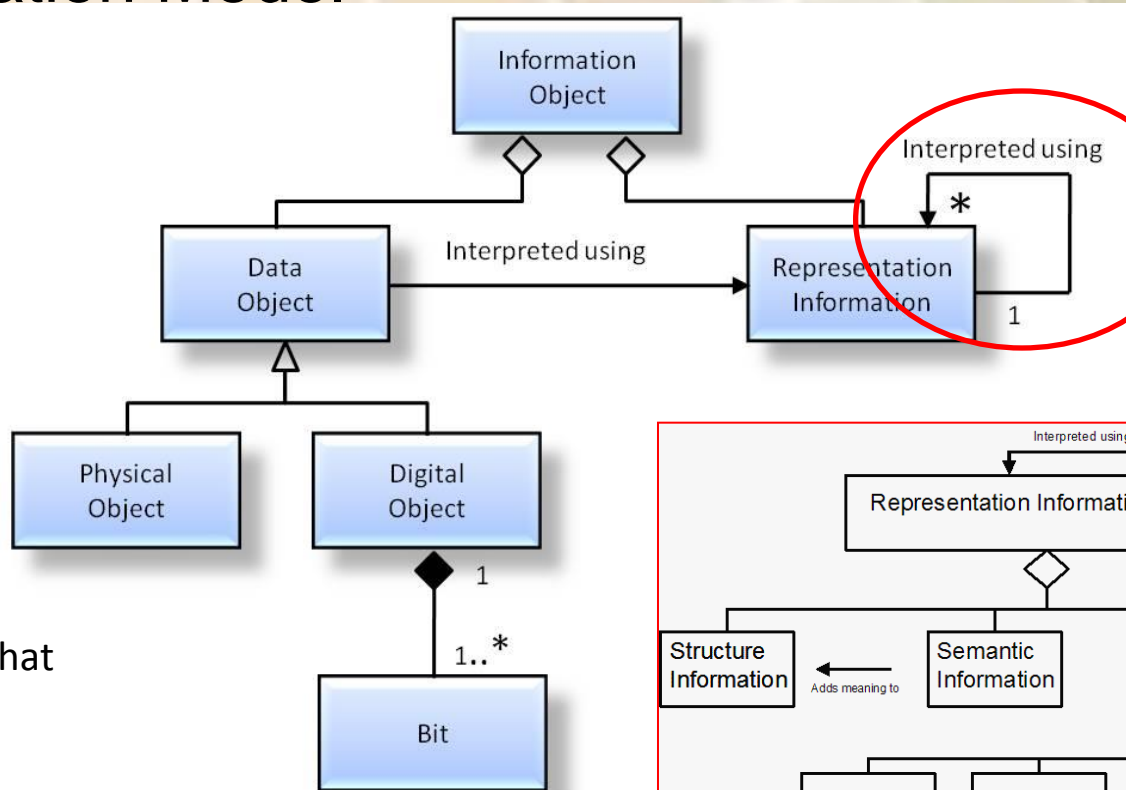 Information
Object
Interpreted using
*
Data
Object
Interpreted using
Representation
Information
1
Physical
Object
Digital
Object
1
1..*
Bit
hat
Interpreted using
Representation Informati
Structure
Information
Adds meaning to
Semantic
Information